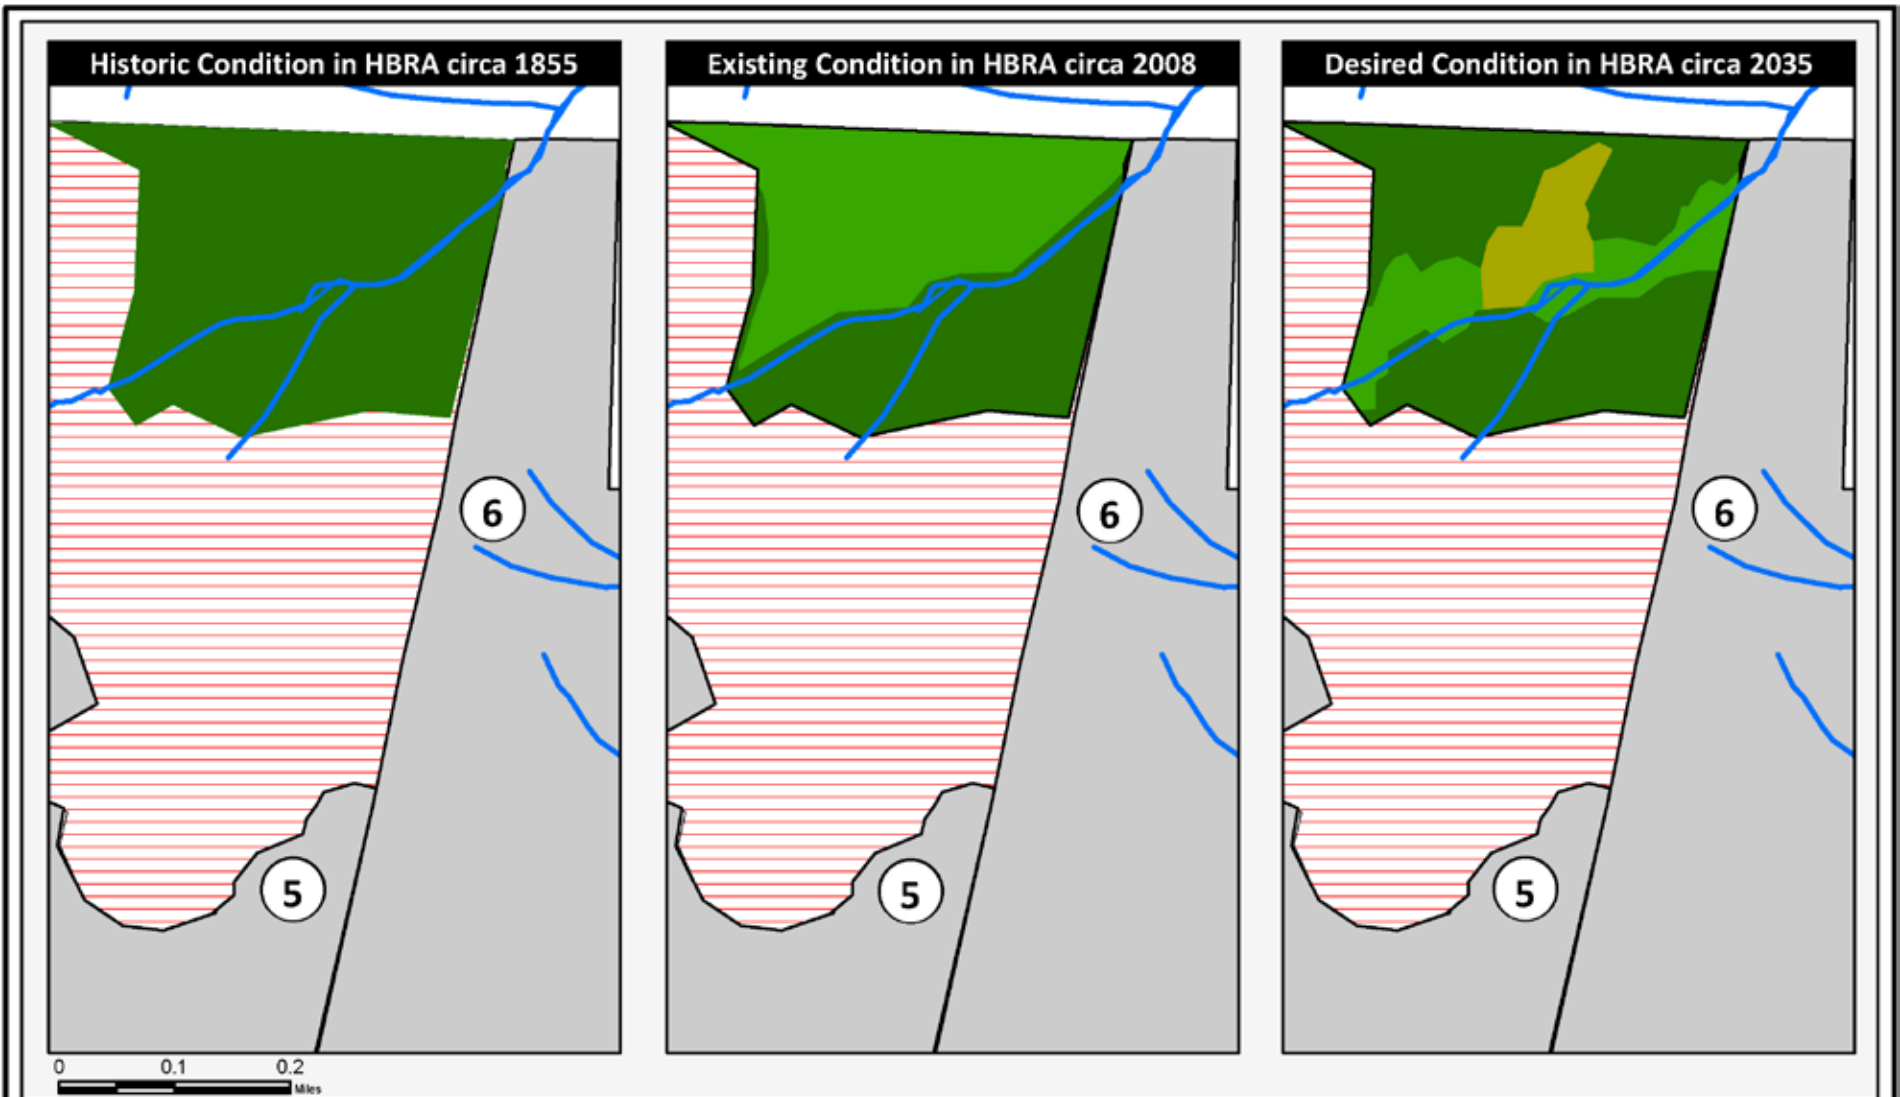 Historic Condition in HBRA circa 1855
Existing Condition in HBRA circa 2008
Desired Condition in HBRA circa 2035
6
6
6
5
5
5
0 0.1 0.2
Miles